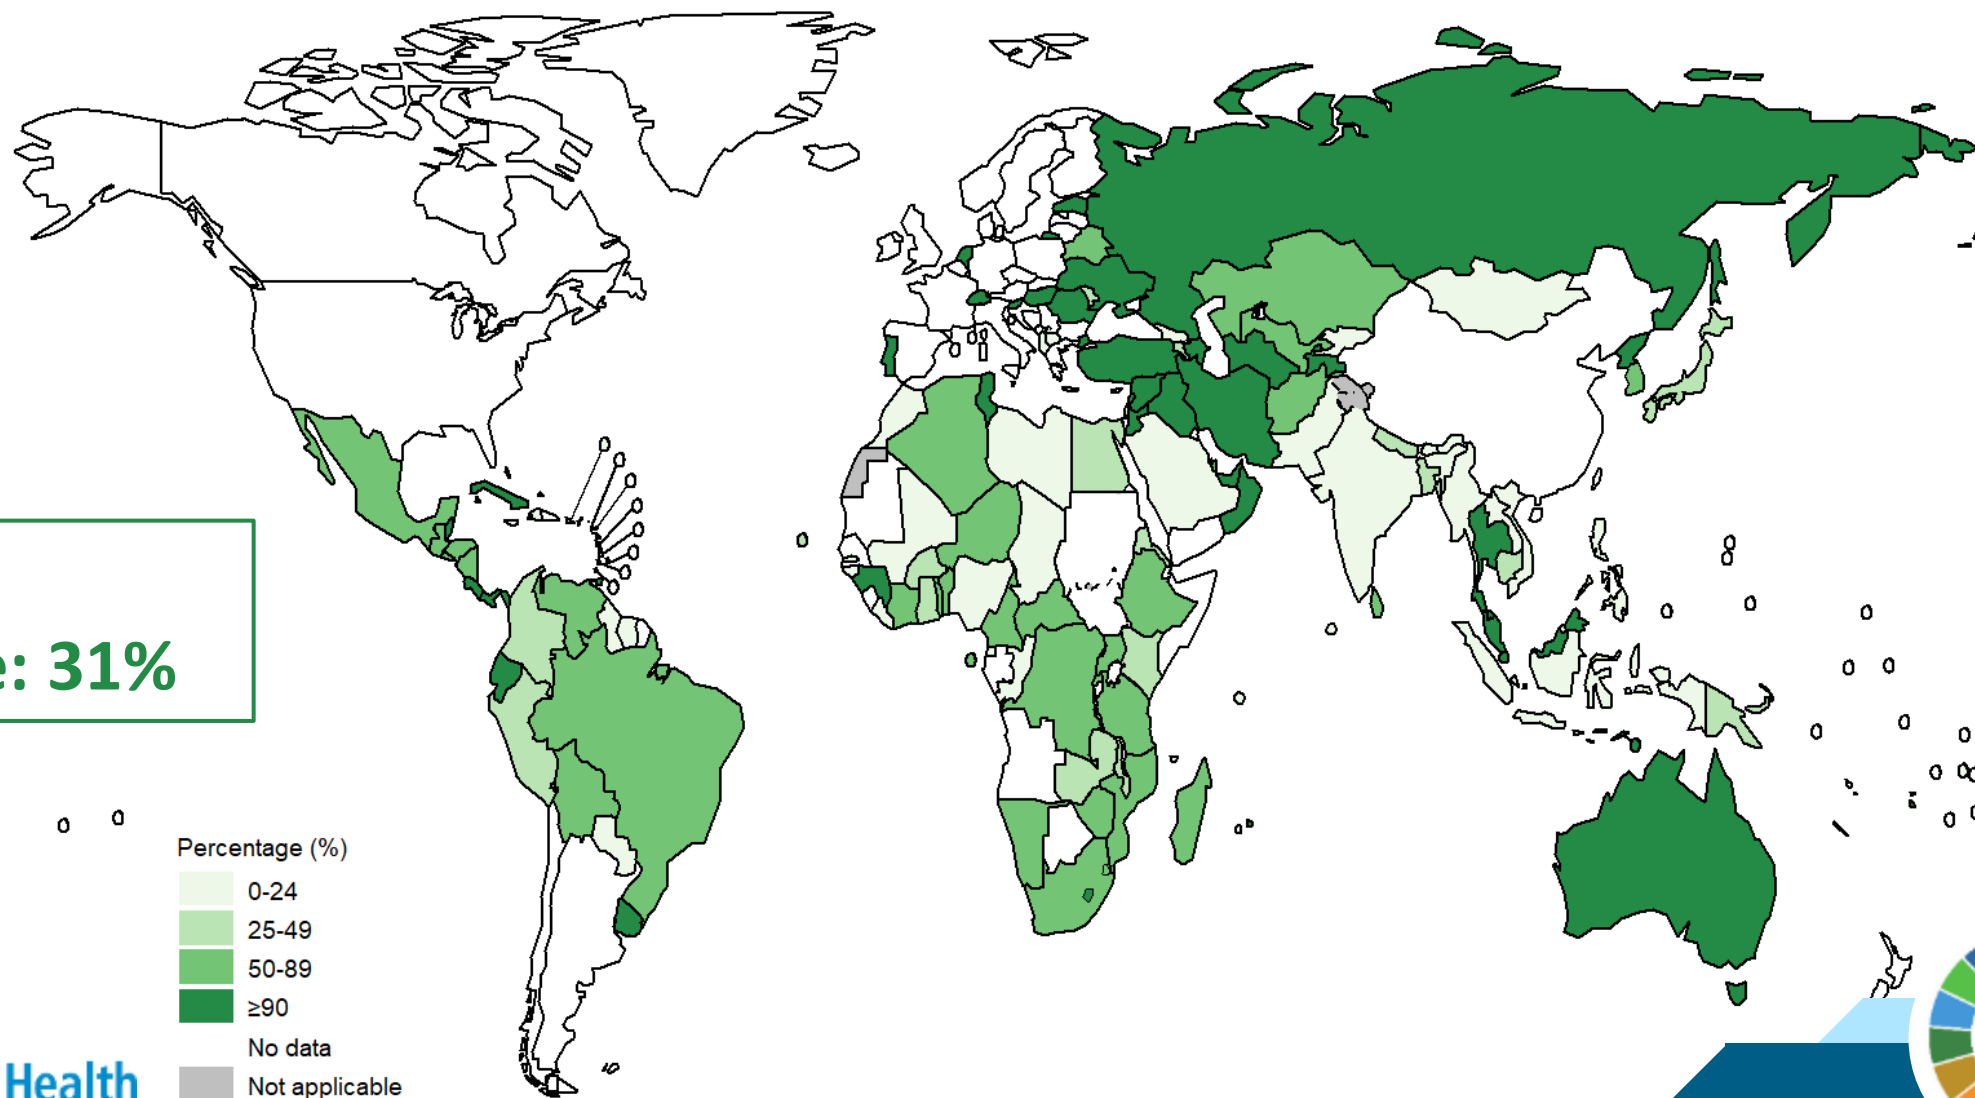 : 31%
Percentage (%)
0-24
25-49
50-89
≥90
No data
Not applicable
Health